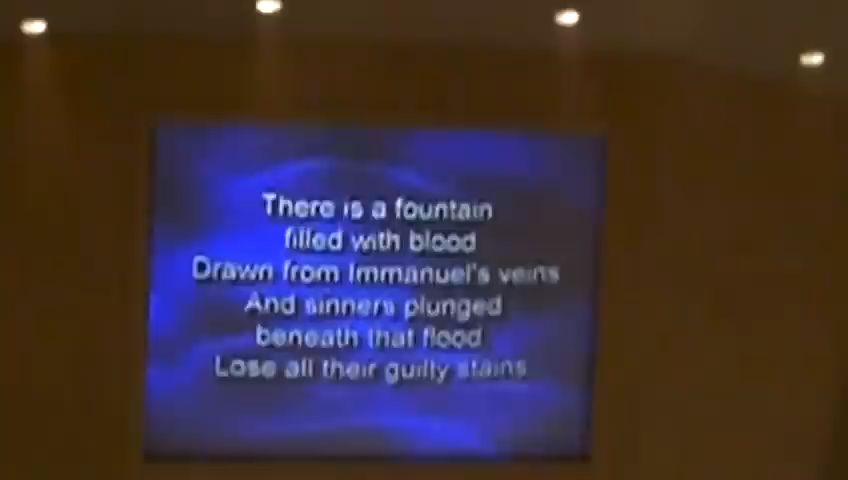 There is a fountain
filled with blood
Drawn from Immanuel's veins
And sinners plunged
beneath that flood
Lose all their guilty stains